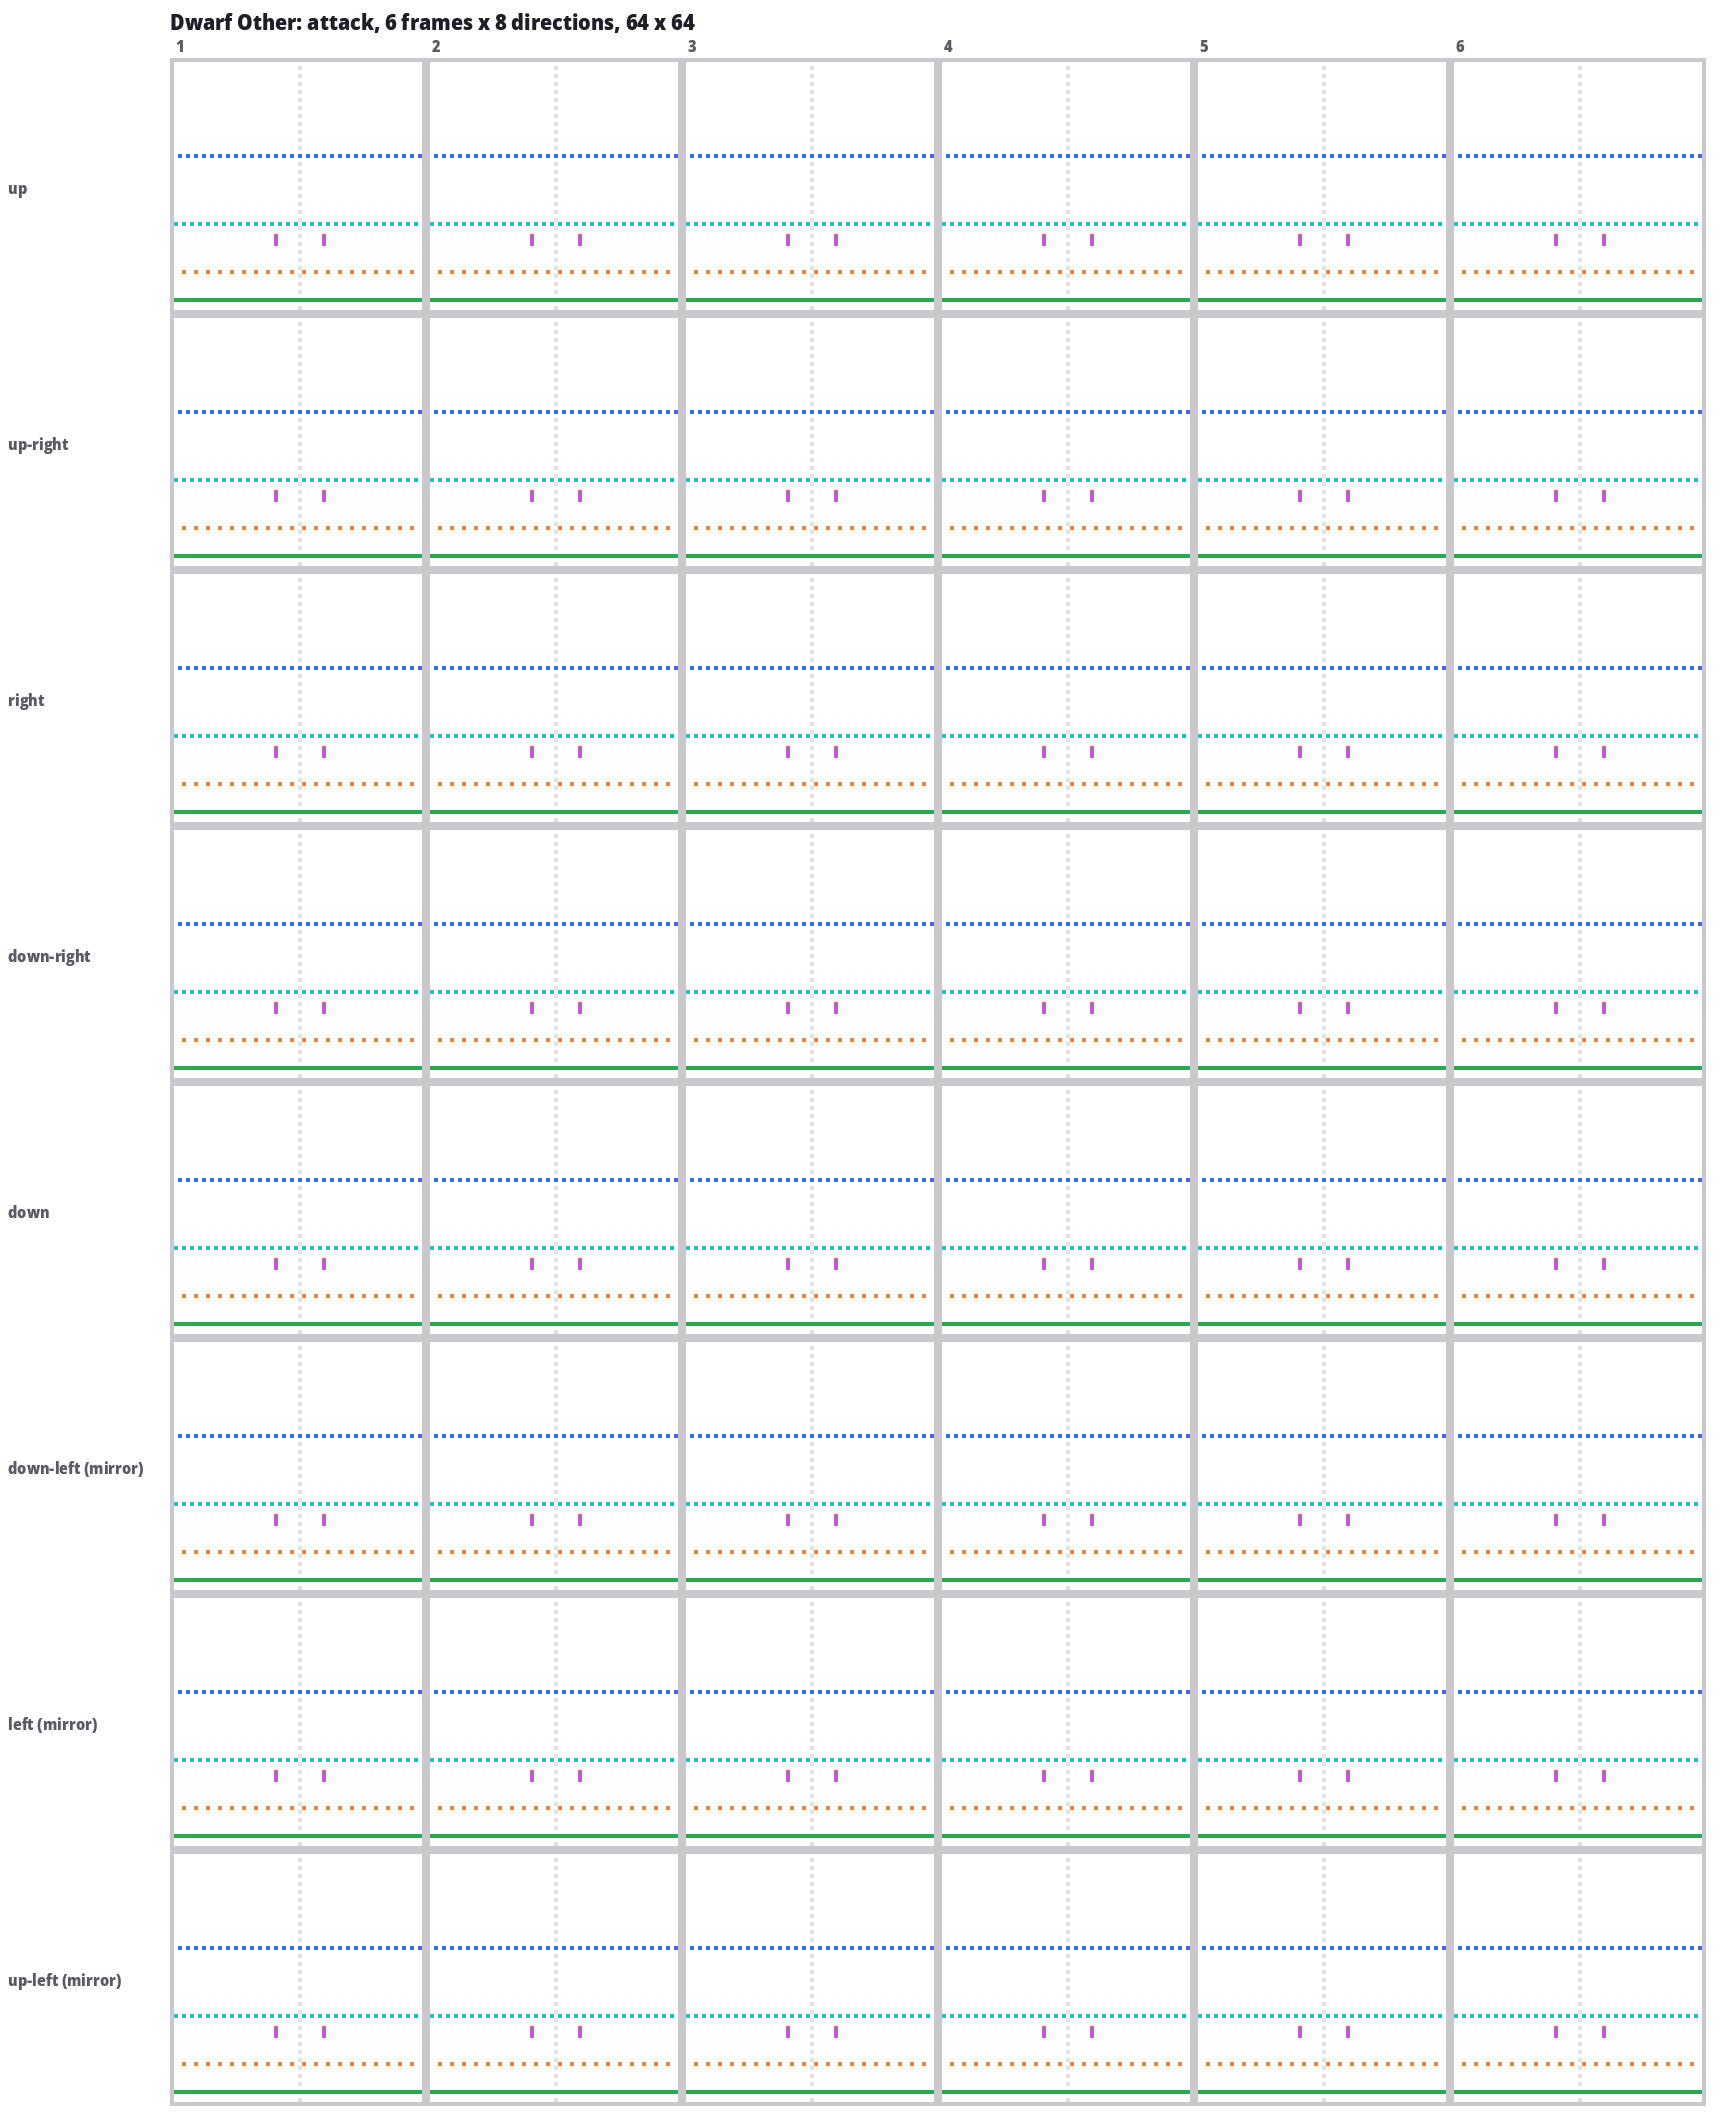 Dwarf Other: attack, 6 frames x 8 directions, 64 x 64
1 2 3 4 5 6
up
up-right
right
down-right
down
down-left (mirror)
left (mirror)
up-left (mirror)